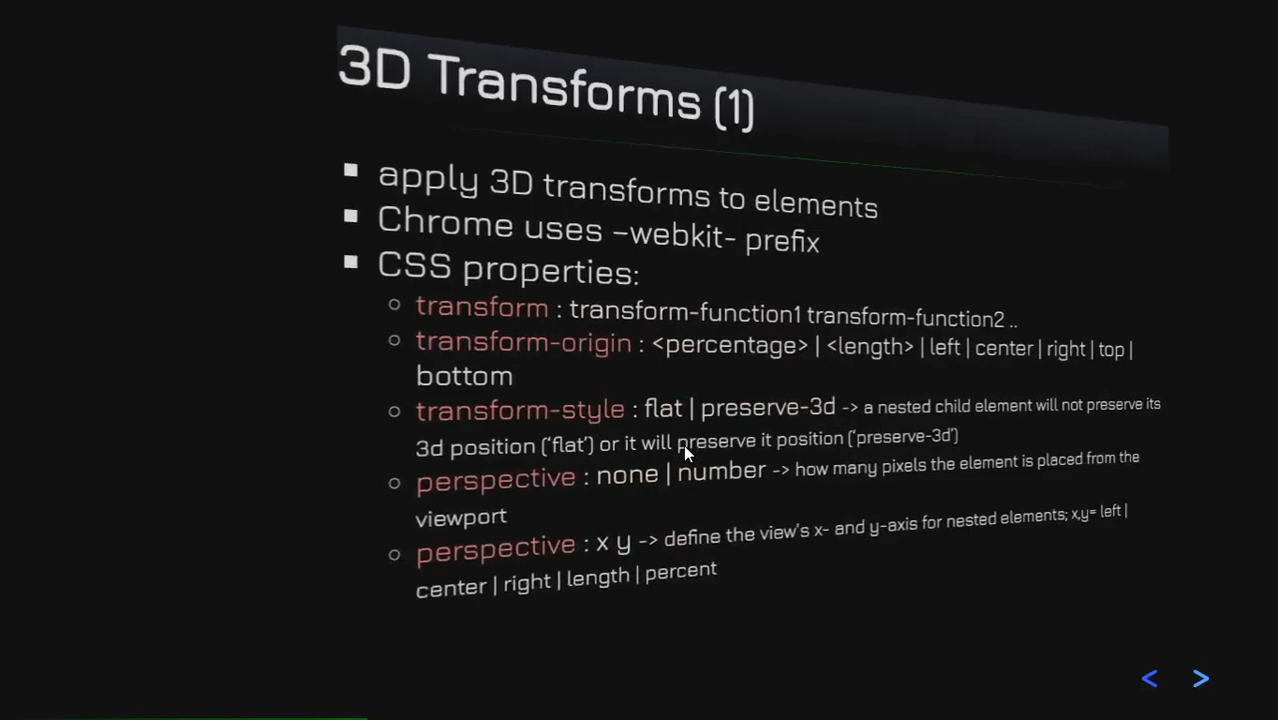 3D Transforms (1)
apply 3D transforms to elements
Chrome uses –webkit- prefix
CSS properties:
transform : transform-function1 transform-function2 ..
transform-origin : <percentage> | <length> | left | center | right | top |
bottom
transform-style : flat | preserve-3d -> a nested child element will not preserve its
3d position (‘flat’) or it will preserve it position (‘preserve-3d’)
perspective : none | number -> how many pixels the element is placed from the
viewport
perspective : x y -> define the view’s x- and y-axis for nested elements; x,y= left |
center | right | length | percent
< >